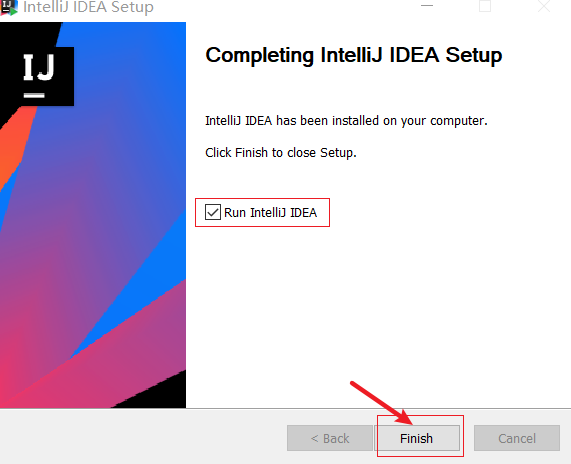 IntelliJ IDEA Setup
IJ
Completing IntelliJ IDEA Setup
IntelliJ IDEA has been installed on your computer.
Click Finish to close Setup.
Run IntelliJ IDEA
< Back
Finish
Cancel